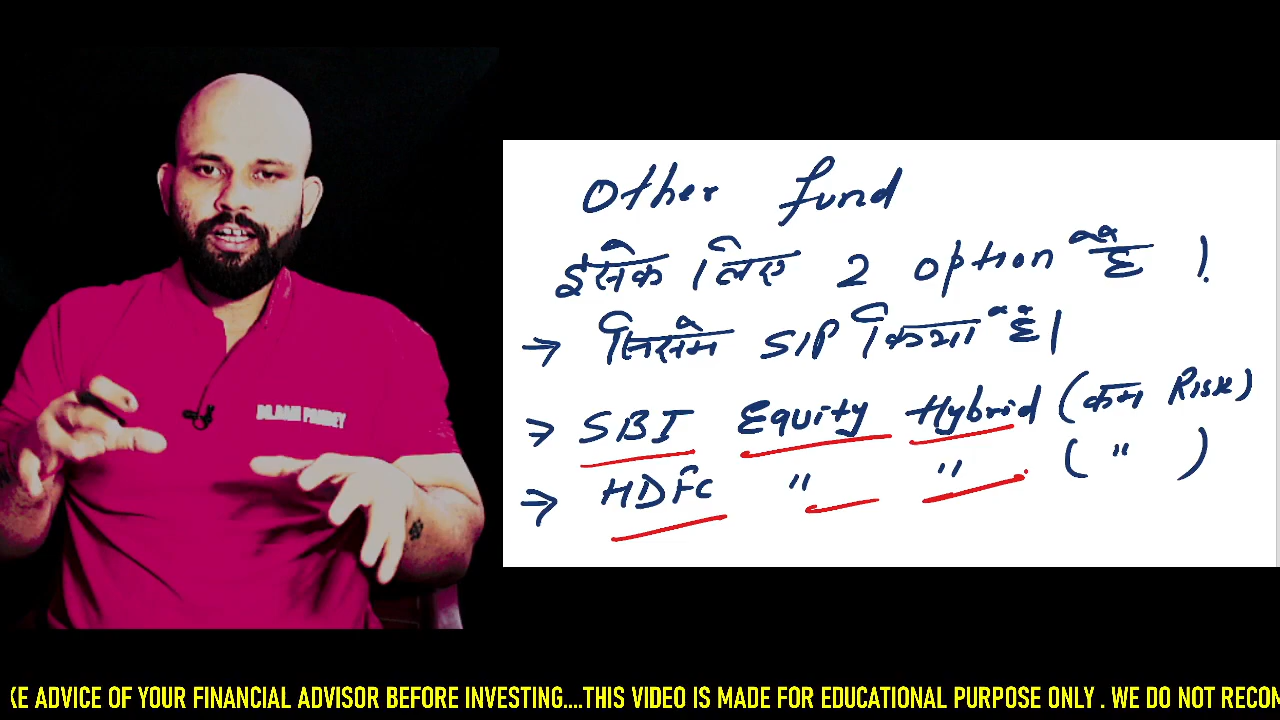 Other fund
इसके लिए 2 option हैं।
→ जिसमें SIP किया है।
→ SBI Equity Hybrid (कम Risk)
→ HDFC " " ( " )
KE ADVICE OF YOUR FINANCIAL ADVISOR BEFORE INVESTING....THIS VIDEO IS MADE FOR EDUCATIONAL PURPOSE ONLY . WE DO NOT RECON